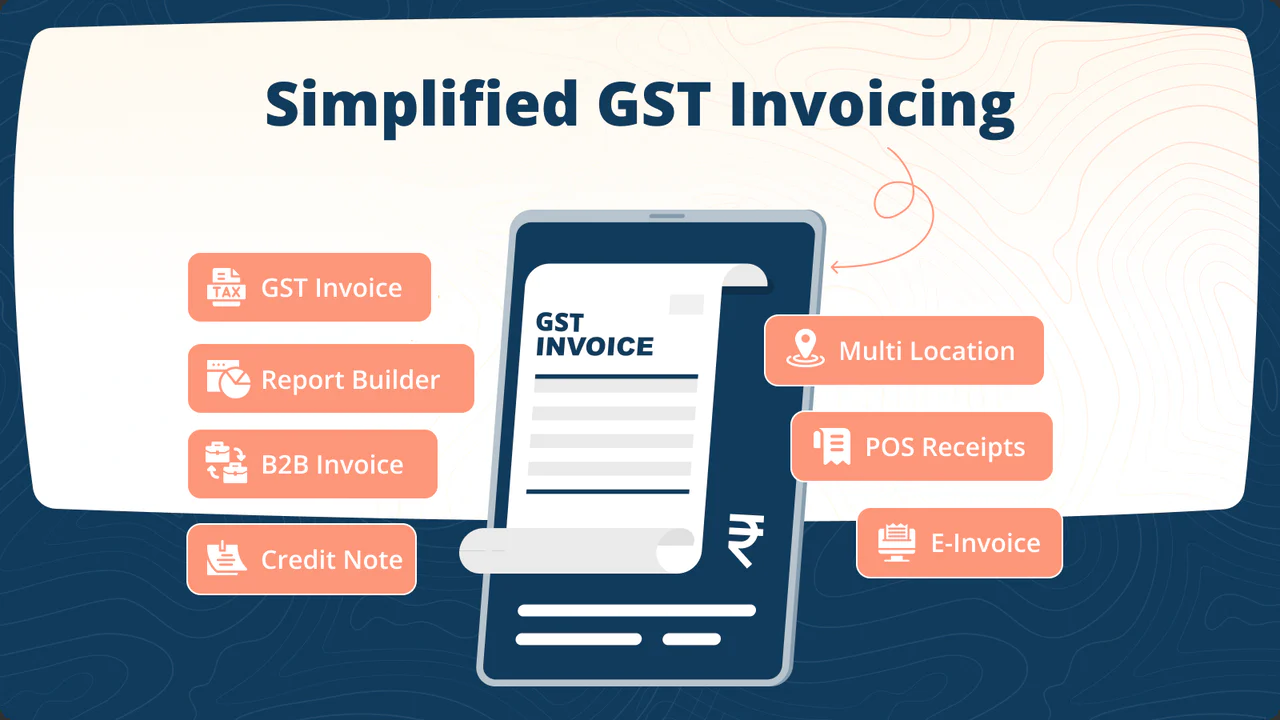 Simplified GST Invoicing
GST Invoice
Report Builder
B2B Invoice
Credit Note
TAX
GST
INVOICE
₹
Multi Location
POS Receipts
E-Invoice